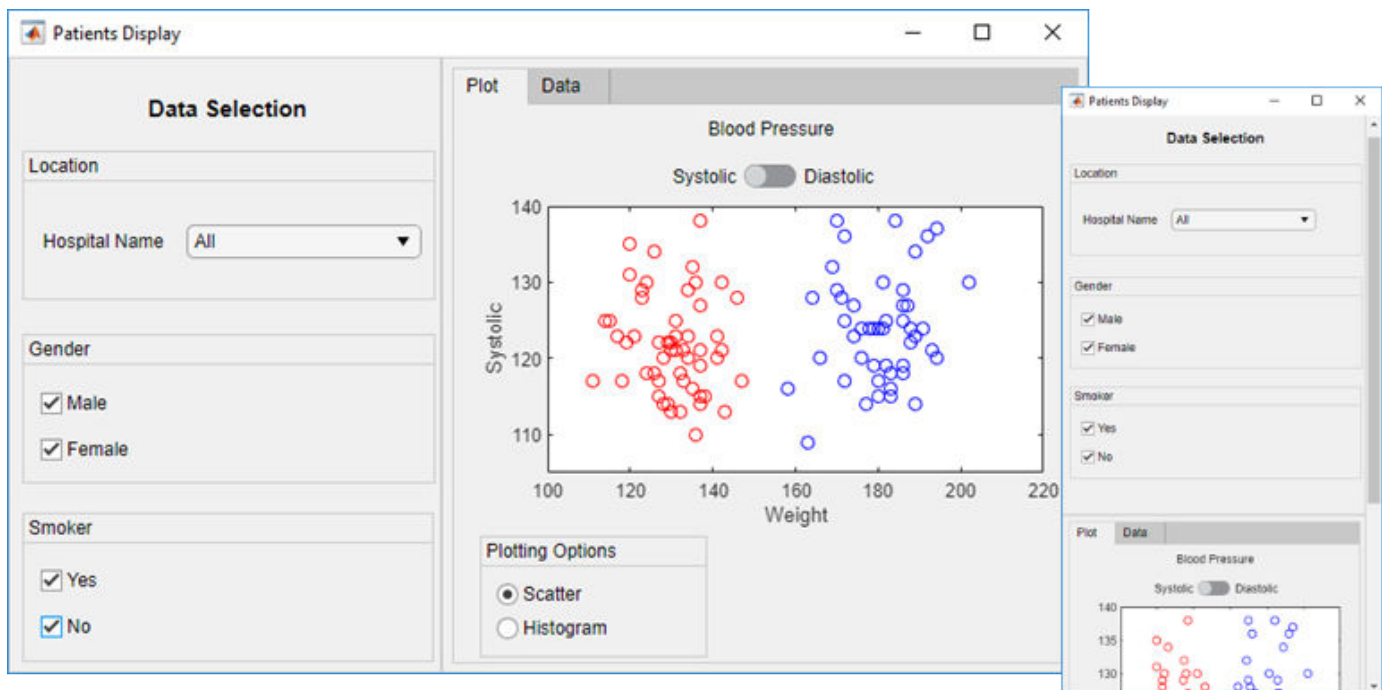 Patients Display
Data Selection
Location
Hospital Name All
Gender
Male
Female
Smoker
Yes
No
Plot Data
Blood Pressure
Systolic Diastolic
140
130
120
110
Systolic
100 120 140 160 180 200 220
Weight
Plotting Options
Scatter
Histogram
Patients Display
Data Selection
Location
Hospital Name All
Gender
Male
Female
Smoker
Yes
No
Plot Data
Blood Pressure
Systolic Diastolic
140
135
130